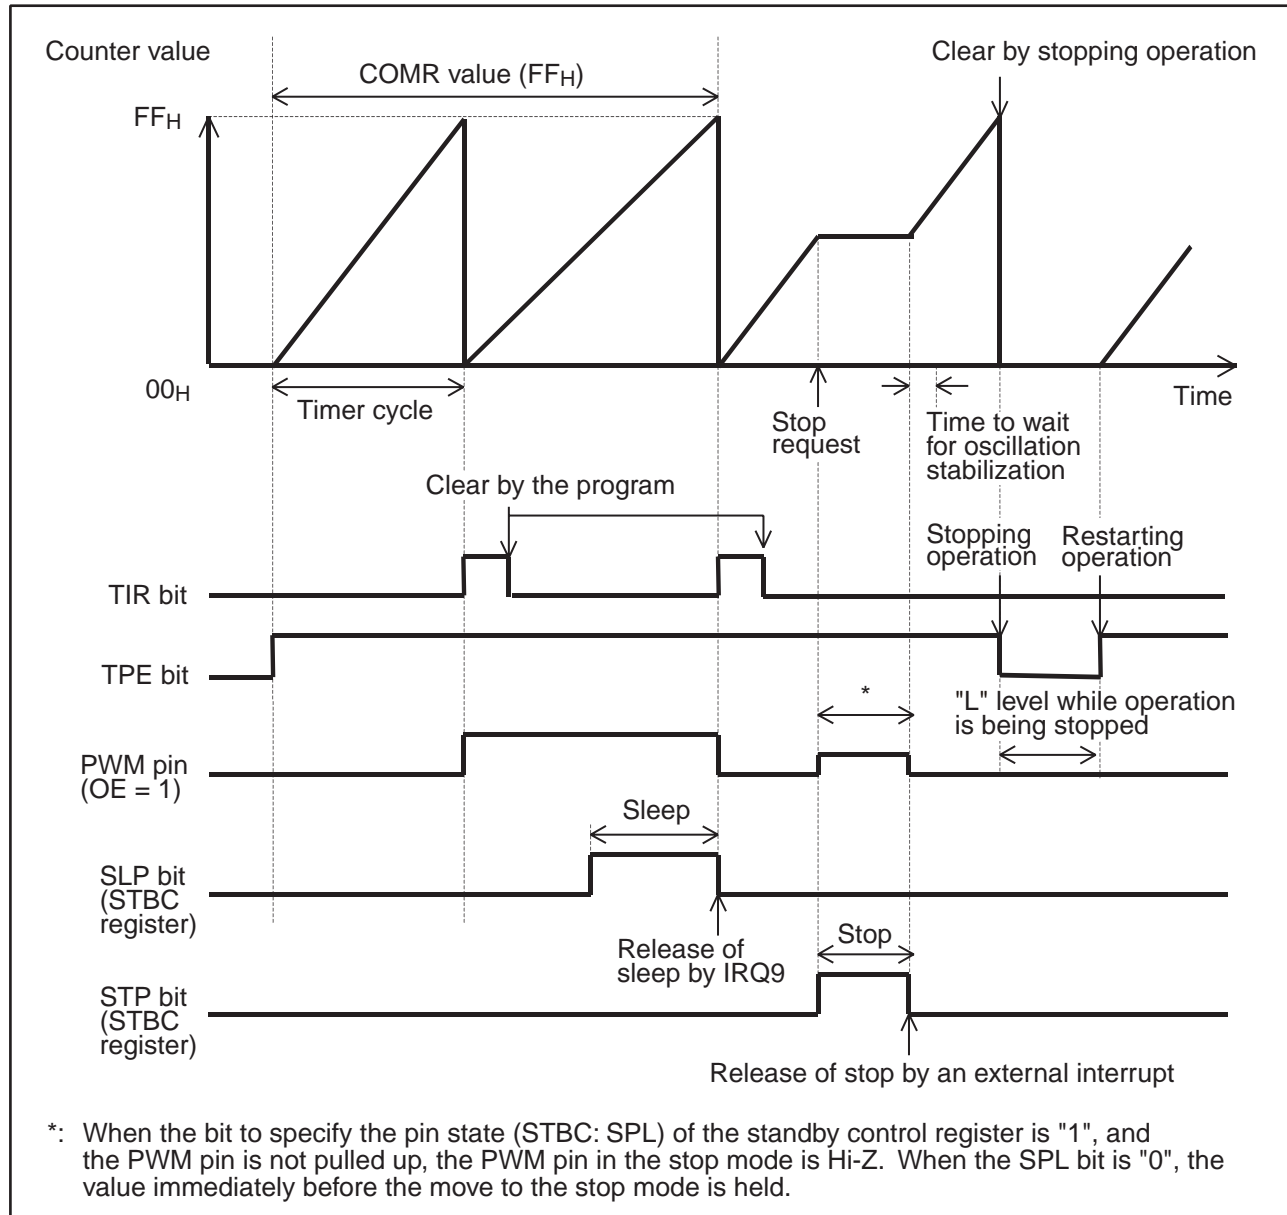 Counter value
Clear by stopping operation
COMR value (FFH)
FFH
00H
Timer cycle
Time
Stop
request
Time to wait
for oscillation
stabilization
Clear by the program
Stopping
operation
Restarting
operation
TIR bit
TPE bit
*
"L" level while operation
is being stopped
PWM pin
(OE = 1)
Sleep
SLP bit
(STBC
register)
Release of
sleep by IRQ9
Stop
STP bit
(STBC
register)
Release of stop by an external interrupt
*: When the bit to specify the pin state (STBC: SPL) of the standby control register is "1", and
the PWM pin is not pulled up, the PWM pin in the stop mode is Hi-Z. When the SPL bit is "0", the
value immediately before the move to the stop mode is held.